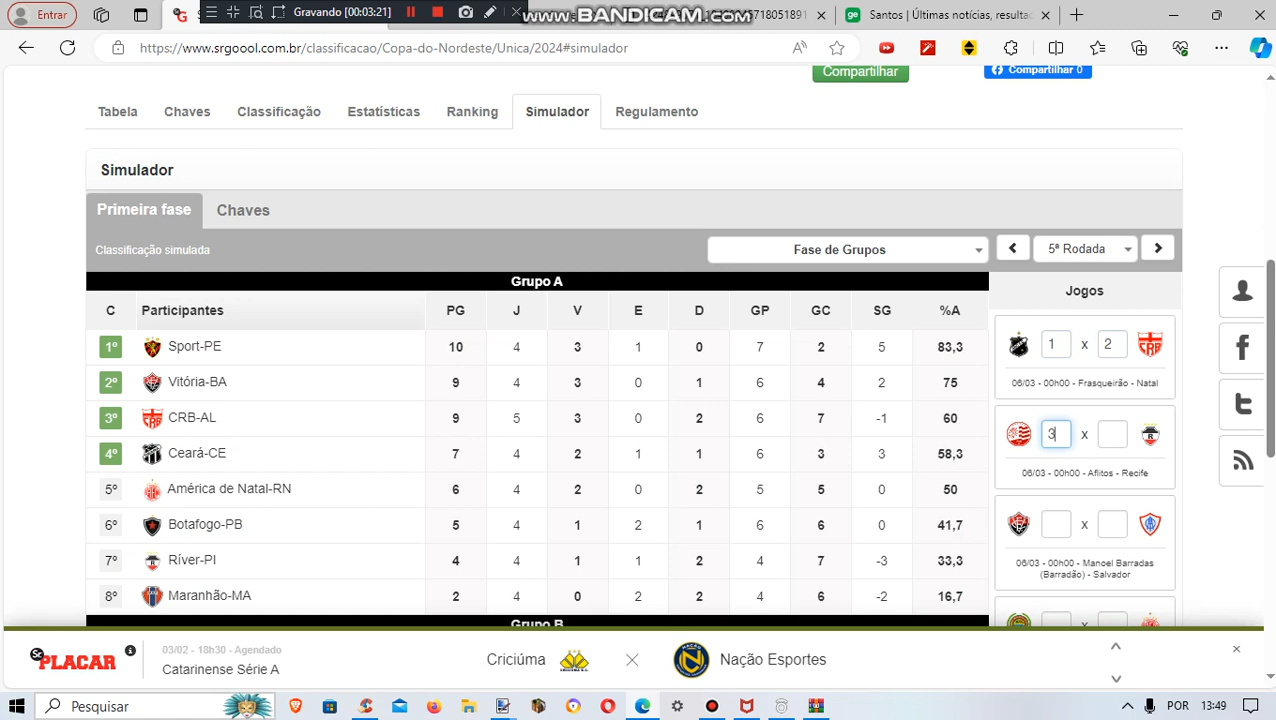 Gravando (00:03:21)
www.BANDICAM.com
5718051891
Santos (
https://www.srgoool.com.br/classificacao/Copa-do-Nordeste/Unica/2024#simulador
Compartilhar
Compartilhar 0
Tabela Chaves Classificação Estatísticas Ranking Simulador Regulamento
Simulador
Primeira fase Chaves
Classificação simulada Fase de Grupos 5ª Rodada
Grupo A
Jogos
C Participantes PG J V E D GP GC SG %A
1º Sport-PE 10 4 3 1 0 7 2 5 83,3
1 x 2
2º Vitória-BA 9 4 3 0 1 6 4 2 75
06/03 - 00h00 - Frasqueirão - Natal
3º CRB-AL 9 5 3 0 2 6 7 -1 60
3 x
4º Ceará-CE 7 4 2 1 1 6 3 3 58,3
06/03 - 00h00 - Aflitos - Recife
5º América de Natal-RN 6 4 2 0 2 5 5 0 50
6º Botafogo-PB 5 4 1 2 1 6 6 0 41,7
x
7º Ríver-PI 4 4 1 1 2 4 7 -3 33,3
06/03 - 00h00 - Manoel Barradas
(Barradão) - Salvador
8º Maranhão-MA 2 4 0 2 2 4 6 -2 16,7
Grupo B
x
SC PLACAR
03/02 - 18h30 - Agendado
Catarinense Série A
Criciúma Nação Esportes
Pesquisar
POR 13:49